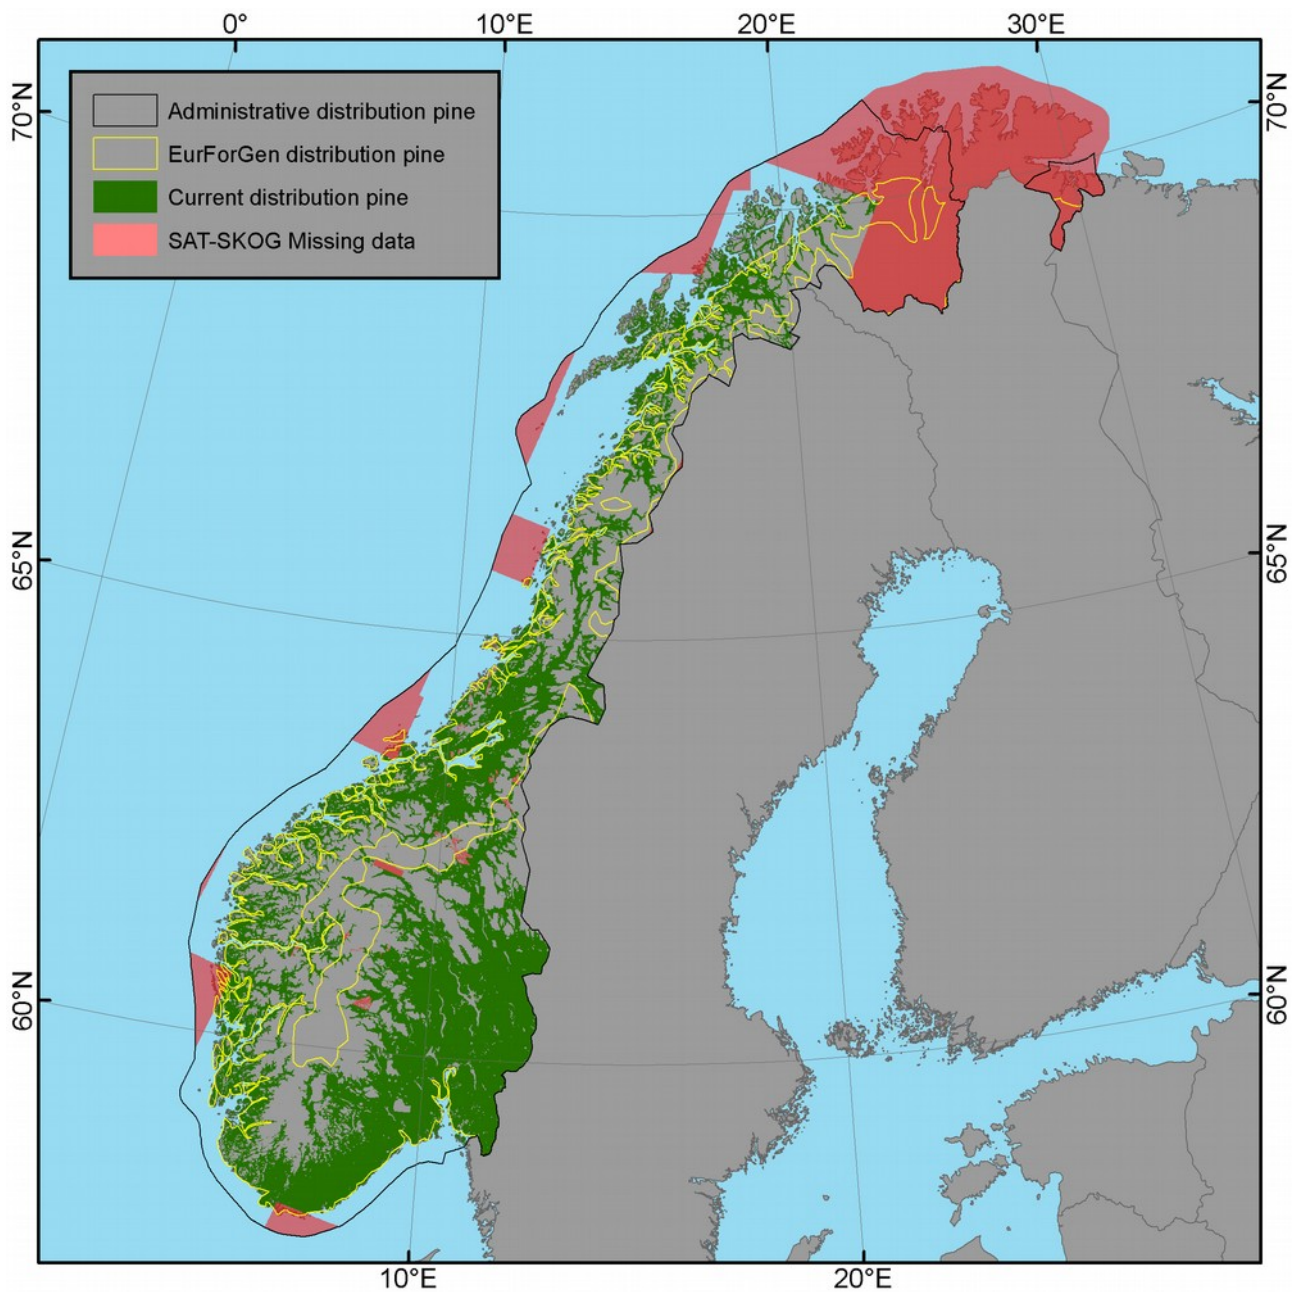 0° 10°E 20°E 30°E
70°N 70°N
Administrative distribution pine
EurForGen distribution pine
Current distribution pine
SAT-SKOG Missing data
65°N 65°N
60°N 60°N
10°E 20°E